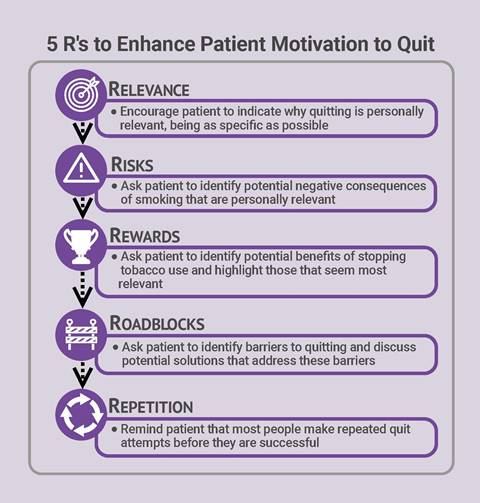 5 R's to Enhance Patient Motivation to Quit
RELEVANCE
• Encourage patient to indicate why quitting is personally
relevant, being as specific as possible
RISKS
• Ask patient to identify potential negative consequences
of smoking that are personally relevant
REWARDS
• Ask patient to identify potential benefits of stopping
tobacco use and highlight those that seem most
relevant
ROADBLOCKS
• Ask patient to identify barriers to quitting and discuss
potential solutions that address these barriers
REPETITION
• Remind patient that most people make repeated quit
attempts before they are successful